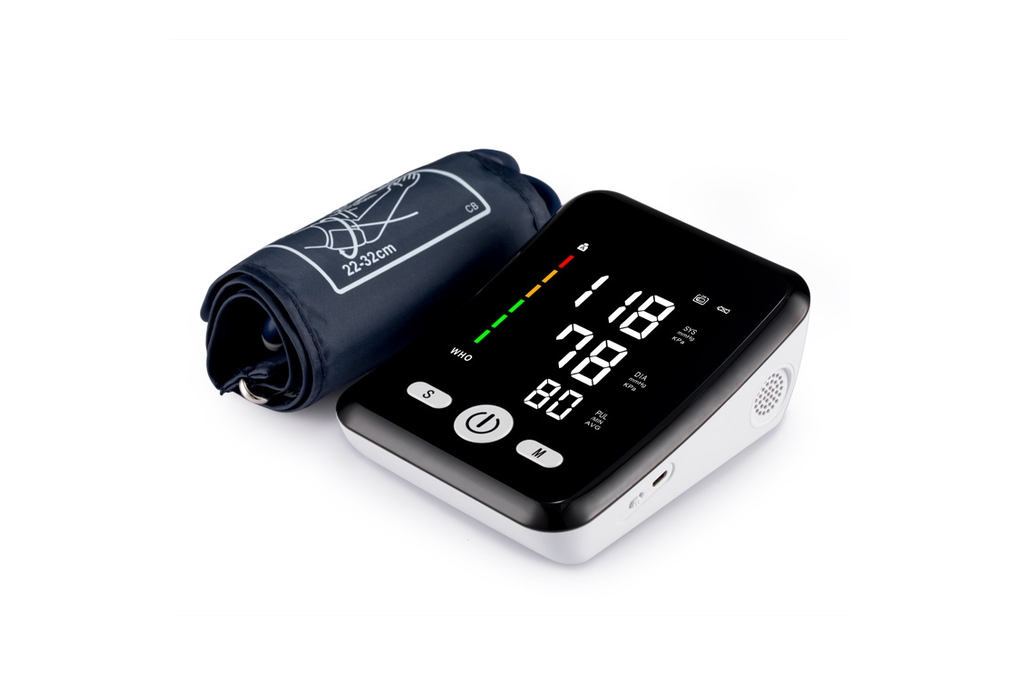 22-32cm
CB
118
SYS
mmHg
KPa
78
DIA
mmHg
KPa
80
PUL
/MIN
AVG
WHO
S
M